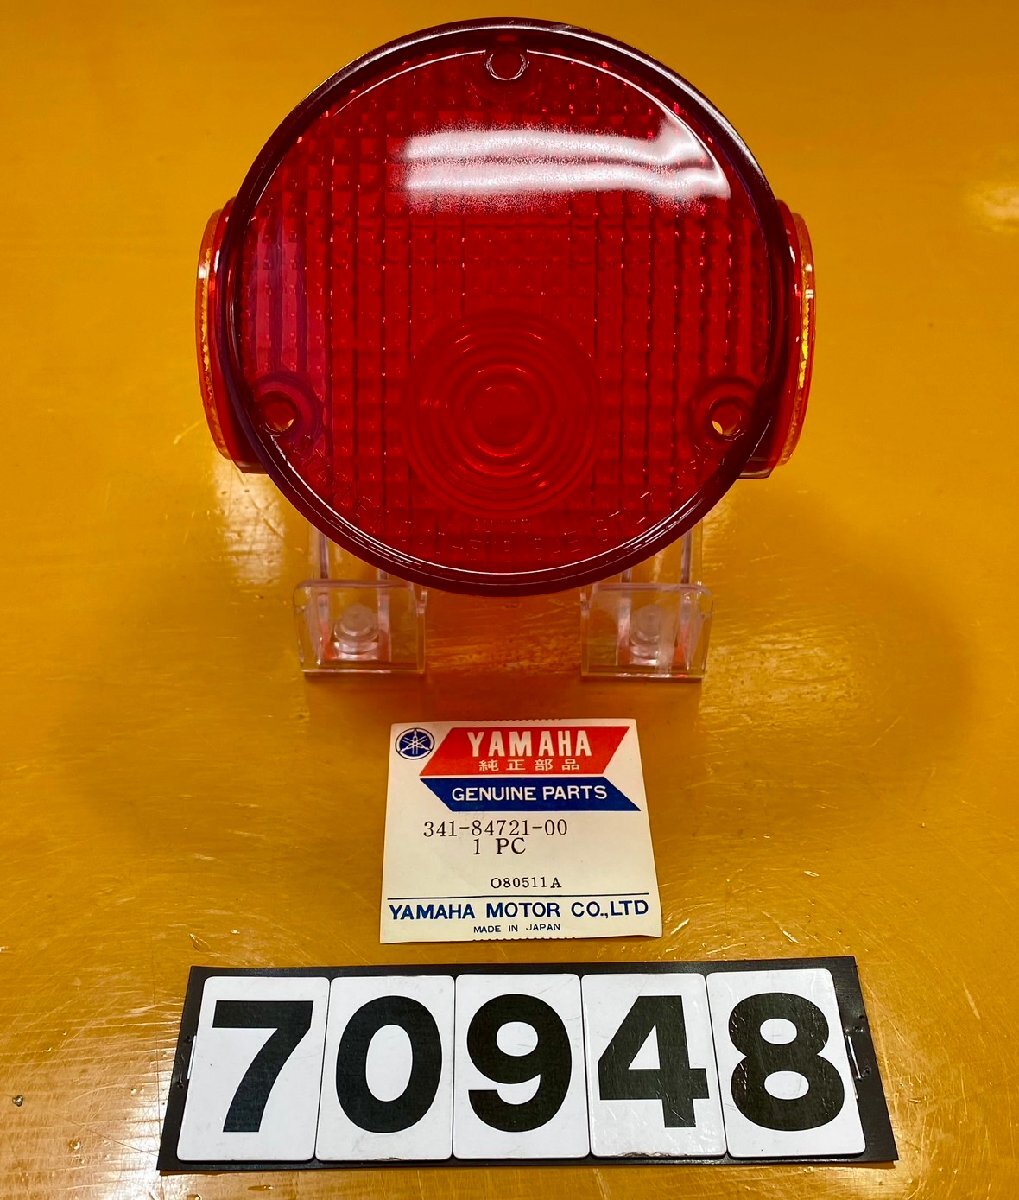 YAMAHA
純正部品
GENUINE PARTS
341-84721-00
1 PC
O80511A
YAMAHA MOTOR CO.,LTD
MADE IN JAPAN
70948